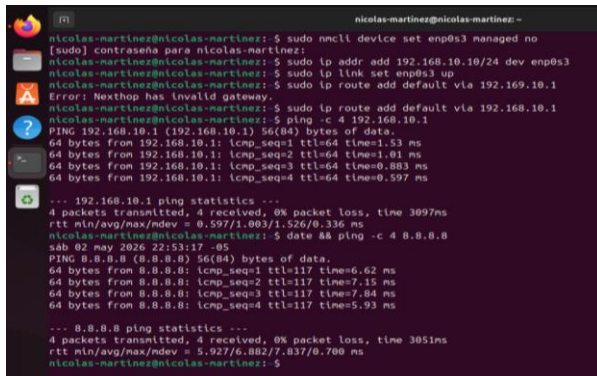 nicolas-martinez@nicolas-martinez: ~
nicolas-martinez@nicolas-martinez:~$ sudo nmcli device set enp0s3 managed no
[sudo] contraseña para nicolas-martinez:
nicolas-martinez@nicolas-martinez:~$ sudo ip addr add 192.168.10.10/24 dev enp0s3
nicolas-martinez@nicolas-martinez:~$ sudo ip link set enp0s3 up
nicolas-martinez@nicolas-martinez:~$ sudo ip route add default via 192.169.10.1
Error: Nexthop has invalid gateway.
nicolas-martinez@nicolas-martinez:~$ sudo ip route add default via 192.168.10.1
nicolas-martinez@nicolas-martinez:~$ ping -c 4 192.168.10.1
PING 192.168.10.1 (192.168.10.1) 56(84) bytes of data.
64 bytes from 192.168.10.1: icmp_seq=1 ttl=64 time=1.53 ms
64 bytes from 192.168.10.1: icmp_seq=2 ttl=64 time=1.01 ms
64 bytes from 192.168.10.1: icmp_seq=3 ttl=64 time=0.883 ms
64 bytes from 192.168.10.1: icmp_seq=4 ttl=64 time=0.597 ms
--- 192.168.10.1 ping statistics ---
4 packets transmitted, 4 received, 0% packet loss, time 3097ms
rtt min/avg/max/mdev = 0.597/1.003/1.526/0.336 ms
nicolas-martinez@nicolas-martinez:~$ date && ping -c 4 8.8.8.8
sáb 02 may 2026 22:53:17 -05
PING 8.8.8.8 (8.8.8.8) 56(84) bytes of data.
64 bytes from 8.8.8.8: icmp_seq=1 ttl=117 time=6.62 ms
64 bytes from 8.8.8.8: icmp_seq=2 ttl=117 time=7.15 ms
64 bytes from 8.8.8.8: icmp_seq=3 ttl=117 time=7.84 ms
64 bytes from 8.8.8.8: icmp_seq=4 ttl=117 time=5.93 ms
--- 8.8.8.8 ping statistics ---
4 packets transmitted, 4 received, 0% packet loss, time 3051ms
rtt min/avg/max/mdev = 5.927/6.882/7.837/0.700 ms
nicolas-martinez@nicolas-martinez:~$